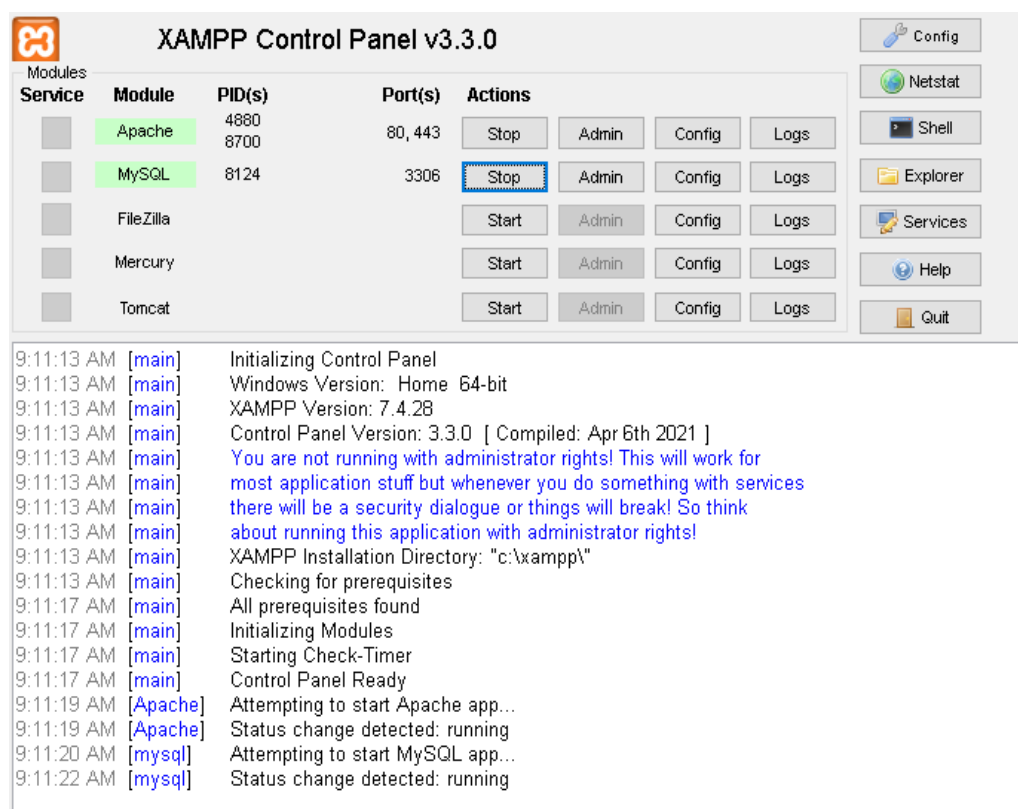 XAMPP Control Panel v3.3.0
Config
Modules
Netstat
Service Module PID(s) Port(s) Actions
Apache 4880 8700 80, 443 Stop Admin Config Logs
Shell
MySQL 8124 3306 Stop Admin Config Logs
Explorer
FileZilla Start Admin Config Logs
Services
Mercury Start Admin Config Logs
Help
Tomcat Start Admin Config Logs
Quit
9:11:13 AM [main] Initializing Control Panel
9:11:13 AM [main] Windows Version: Home 64-bit
9:11:13 AM [main] XAMPP Version: 7.4.28
9:11:13 AM [main] Control Panel Version: 3.3.0 [ Compiled: Apr 6th 2021 ]
9:11:13 AM [main] You are not running with administrator rights! This will work for
9:11:13 AM [main] most application stuff but whenever you do something with services
9:11:13 AM [main] there will be a security dialogue or things will break! So think
9:11:13 AM [main] about running this application with administrator rights!
9:11:13 AM [main] XAMPP Installation Directory: "c:\xampp\"
9:11:13 AM [main] Checking for prerequisites
9:11:17 AM [main] All prerequisites found
9:11:17 AM [main] Initializing Modules
9:11:17 AM [main] Starting Check-Timer
9:11:17 AM [main] Control Panel Ready
9:11:19 AM [Apache] Attempting to start Apache app...
9:11:19 AM [Apache] Status change detected: running
9:11:20 AM [mysql] Attempting to start MySQL app...
9:11:22 AM [mysql] Status change detected: running